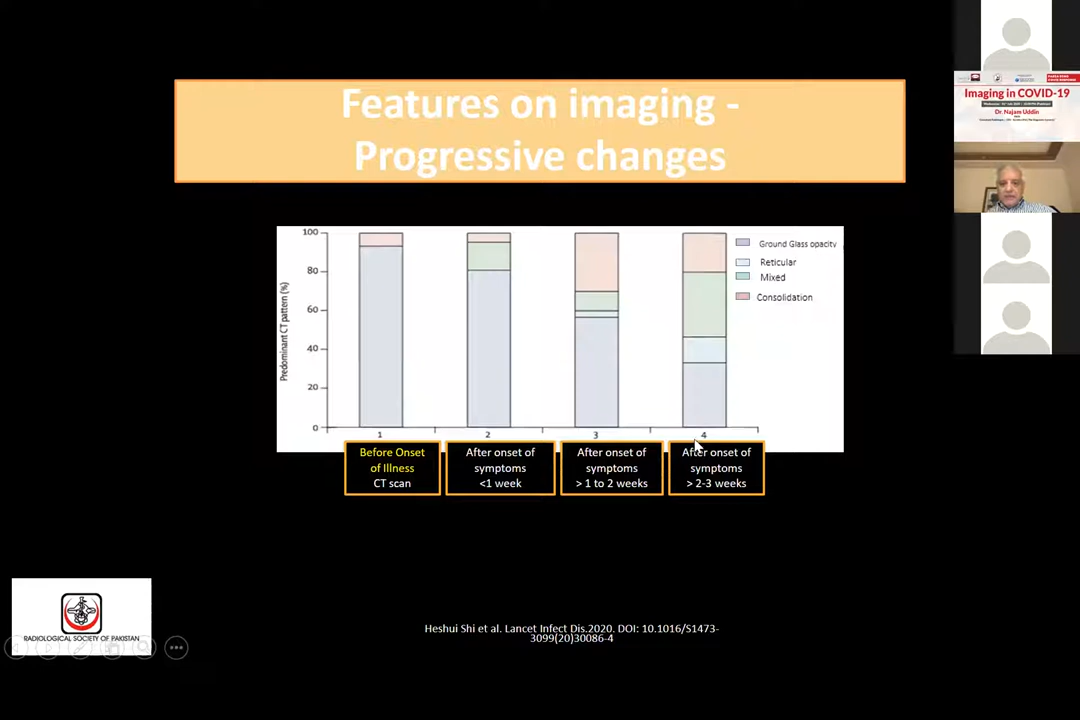 Features on imaging -
Progressive changes
Imaging in COVID-19
Dr. Najam Uddin
100
80
60
40
20
0
Predominant CT pattern (%)
Ground Glass opacity
Reticular
Mixed
Consolidation
1
2
3
4
Before Onset
of Illness
CT scan
After onset of
symptoms
<1 week
After onset of
symptoms
> 1 to 2 weeks
After onset of
symptoms
> 2-3 weeks
RADIOLOGICAL SOCIETY OF PAKISTAN
Heshui Shi et al. Lancet Infect Dis.2020. DOI: 10.1016/S1473-
3099(20)30086-4